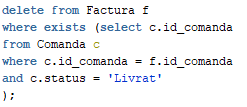 delete from Factura f
where exists (select c.id_comanda
from Comanda c
where c.id_comanda = f.id_comanda
and c.status = 'Livrat'
);